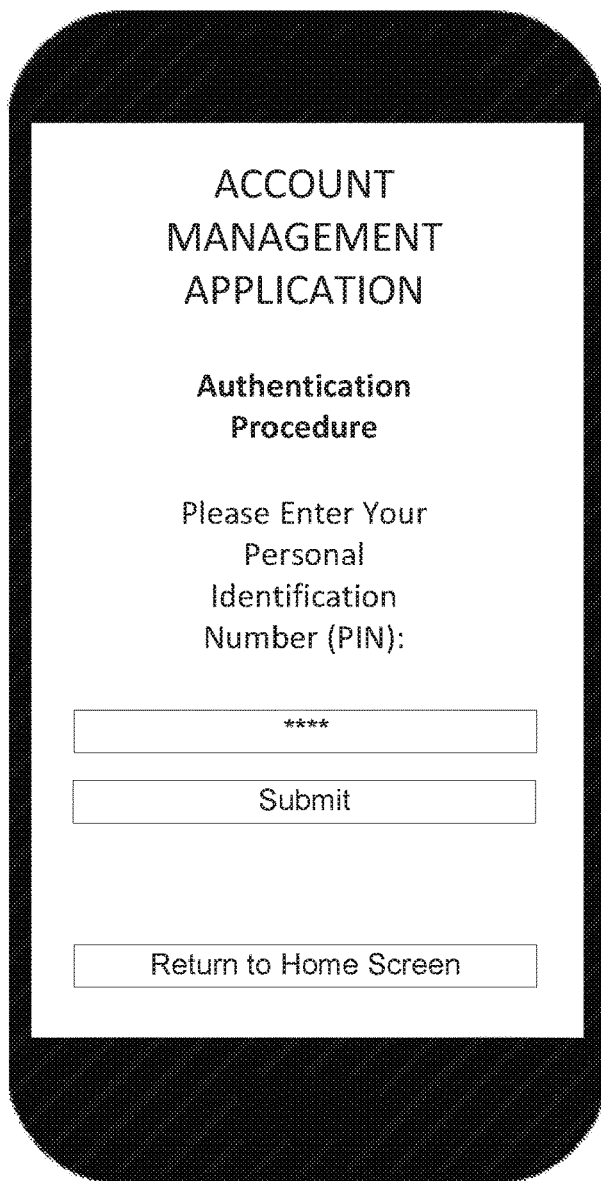 ACCOUNT
MANAGEMENT
APPLICATION
Authentication
Procedure
Please Enter Your
Personal
Identification
Number (PIN):
****
Submit
Return to Home Screen